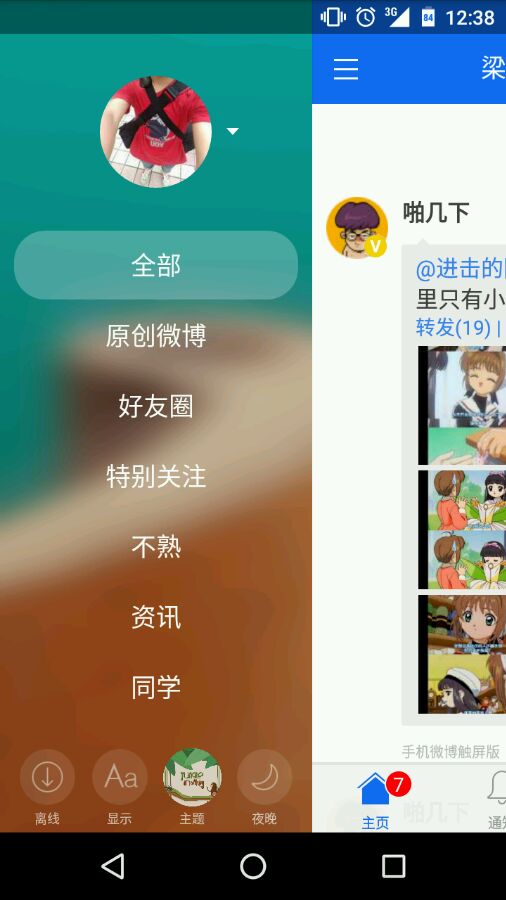 3G
84
12:38
梁
全部
原创微博
好友圈
特别关注
不熟
资讯
同学
离线
Aa
显示
主题
夜晚
啪几下
V
@进击的
里只有小
转发(19) |
手机微博触屏版
7
主页
通知
啪几下